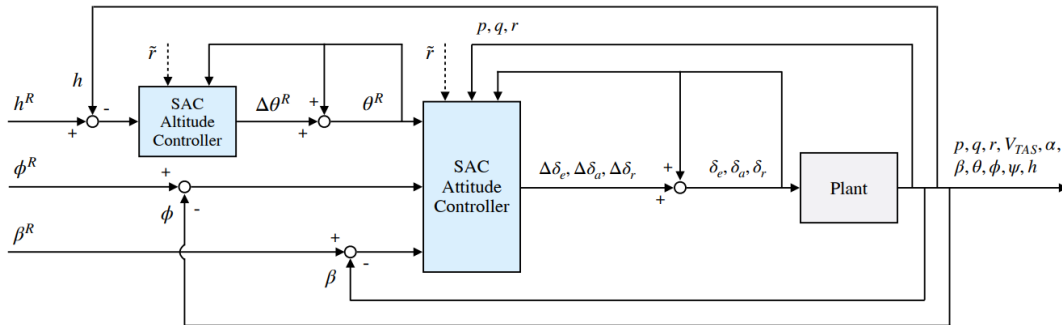 p, q, r
r̃
r̃
h
h^R
-
+
SAC
Altitude
Controller
Δθ^R
+
+
θ^R
SAC
Attitude
Controller
ϕ^R
+
-
ϕ
Δδ_e, Δδ_a, Δδ_r
+
+
δ_e, δ_a, δ_r
Plant
p, q, r, V_TAS, α,
β, θ, ϕ, ψ, h
β^R
+
-
β